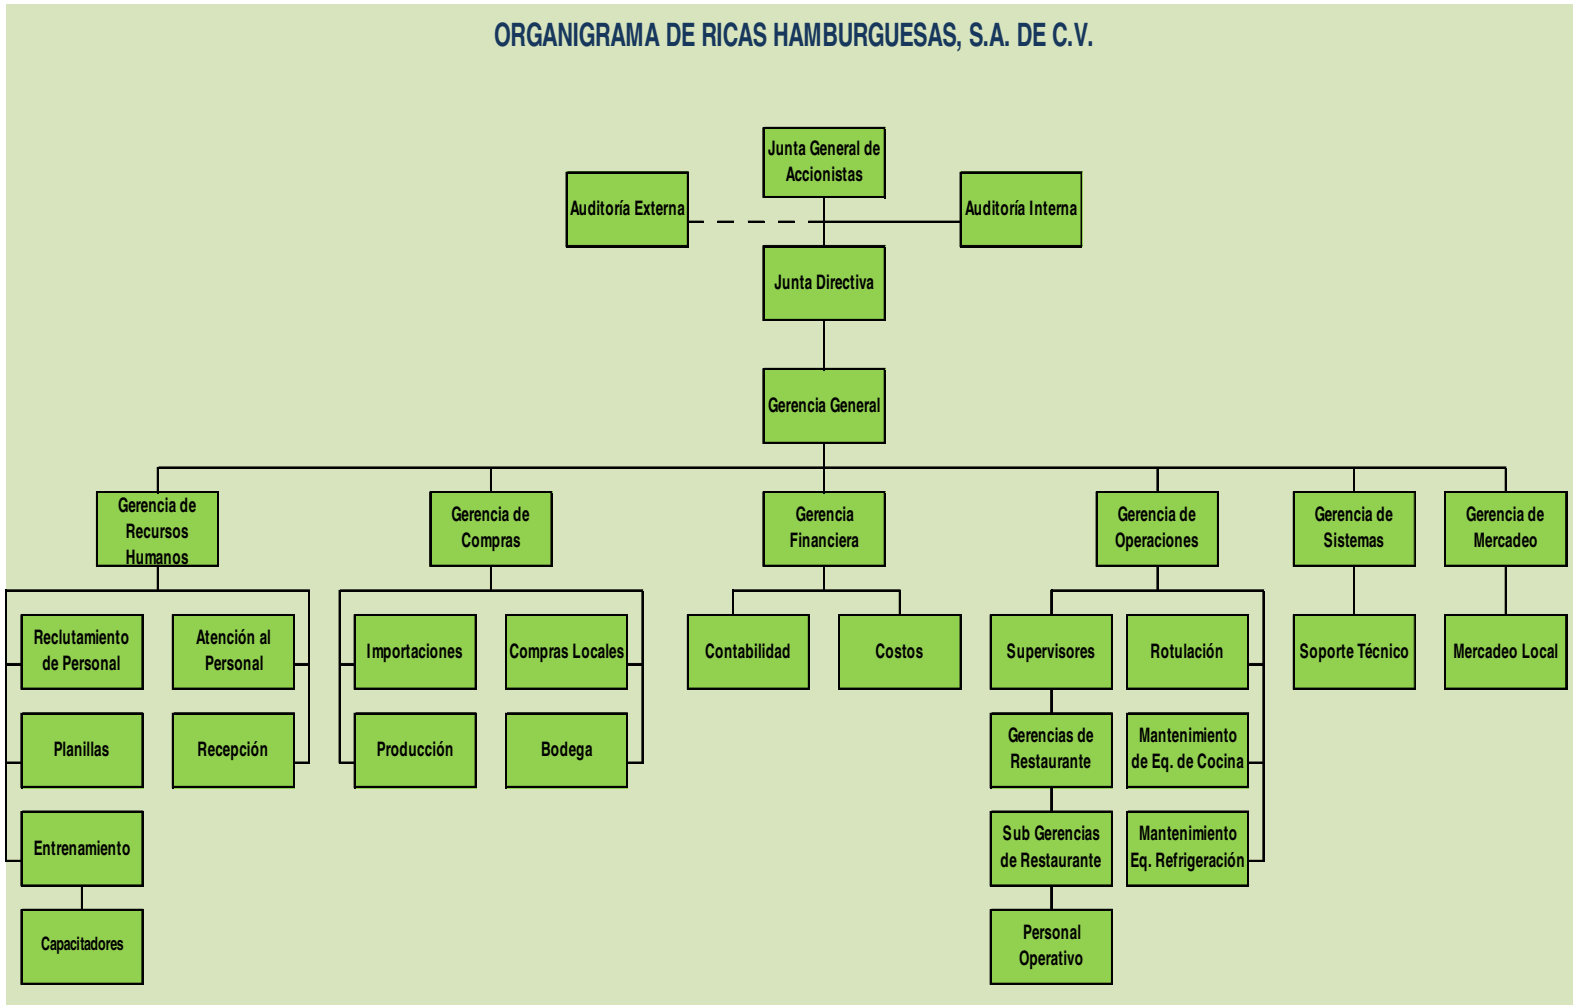 ORGANIGRAMA DE RICAS HAMBURGUESAS, S.A. DE C.V.
Junta General de
Accionistas
Auditoría Externa
Auditoría Interna
Junta Directiva
Gerencia General
Gerencia de
Recursos
Humanos
Gerencia de
Compras
Gerencia
Financiera
Gerencia de
Operaciones
Gerencia de
Sistemas
Gerencia de
Mercadeo
Reclutamiento
de Personal
Atención al
Personal
Importaciones
Compras Locales
Contabilidad
Costos
Supervisores
Rotulación
Soporte Técnico
Mercadeo Local
Planillas
Recepción
Producción
Bodega
Gerencias de
Restaurante
Mantenimiento
de Eq. de Cocina
Entrenamiento
Sub Gerencias
de Restaurante
Mantenimiento
Eq. Refrigeración
Capacitadores
Personal
Operativo